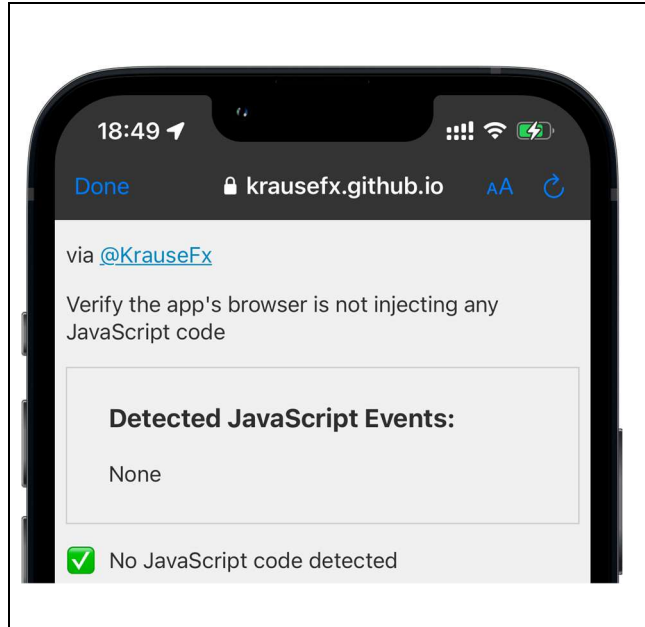 18:49
Done krausefx.github.io AA
via @KrauseFx
Verify the app's browser is not injecting any
JavaScript code
Detected JavaScript Events:
None
No JavaScript code detected